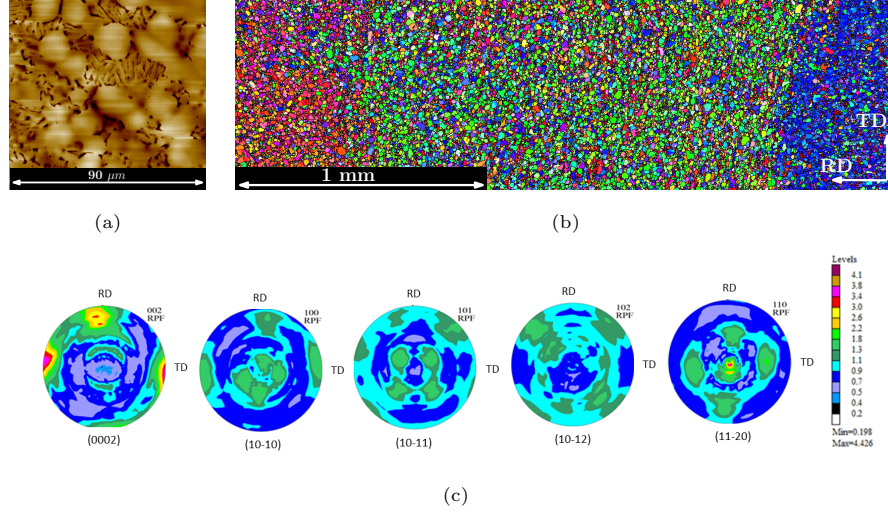 90 μm
1 mm
TD
RD
(a)
(b)
RD
002
RPF
TD
(0002)
RD
100
RPF
TD
(10-10)
RD
101
RPF
TD
(10-11)
RD
102
RPF
TD
(10-12)
RD
110
RPF
TD
(11-20)
Levels
4.1
3.8
3.4
3.0
2.6
2.2
1.8
1.3
1.1
0.9
0.7
0.5
0.4
0.2
Min=0.198
Max=4.426
(c)